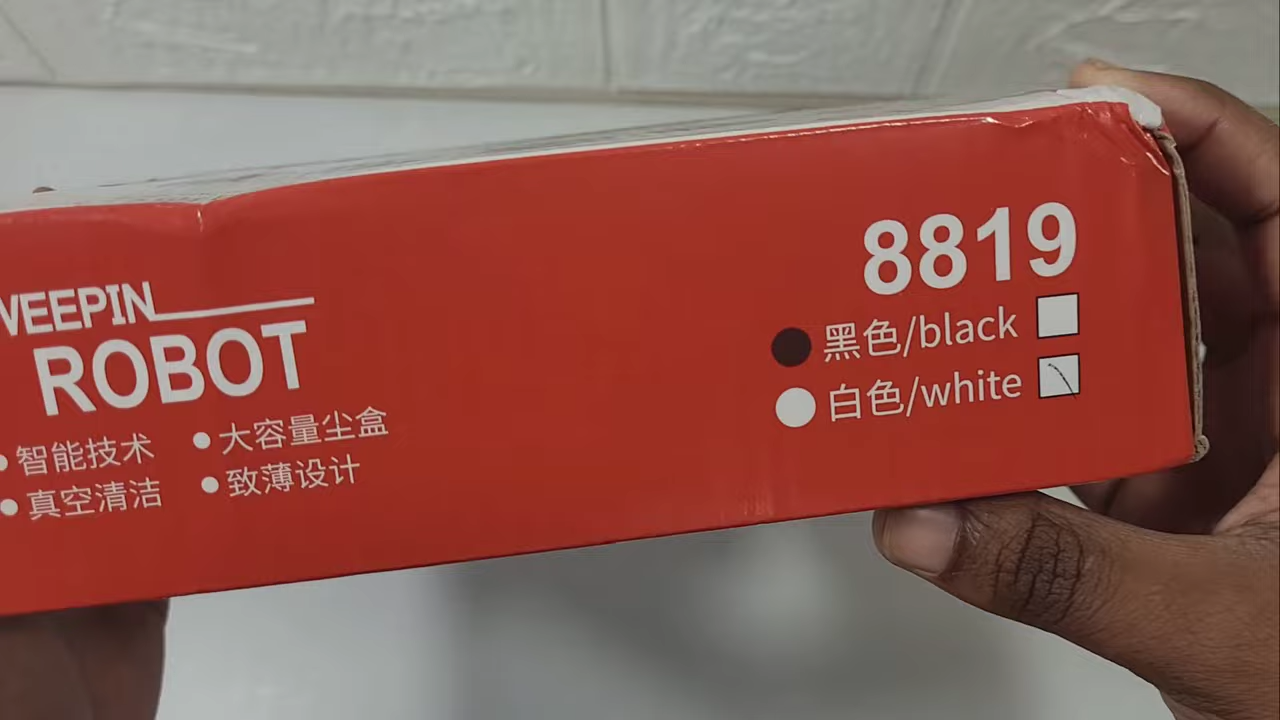 WEEPIN
ROBOT
智能技术
大容量尘盒
真空清洁
致薄设计
8819
黑色/black
白色/white